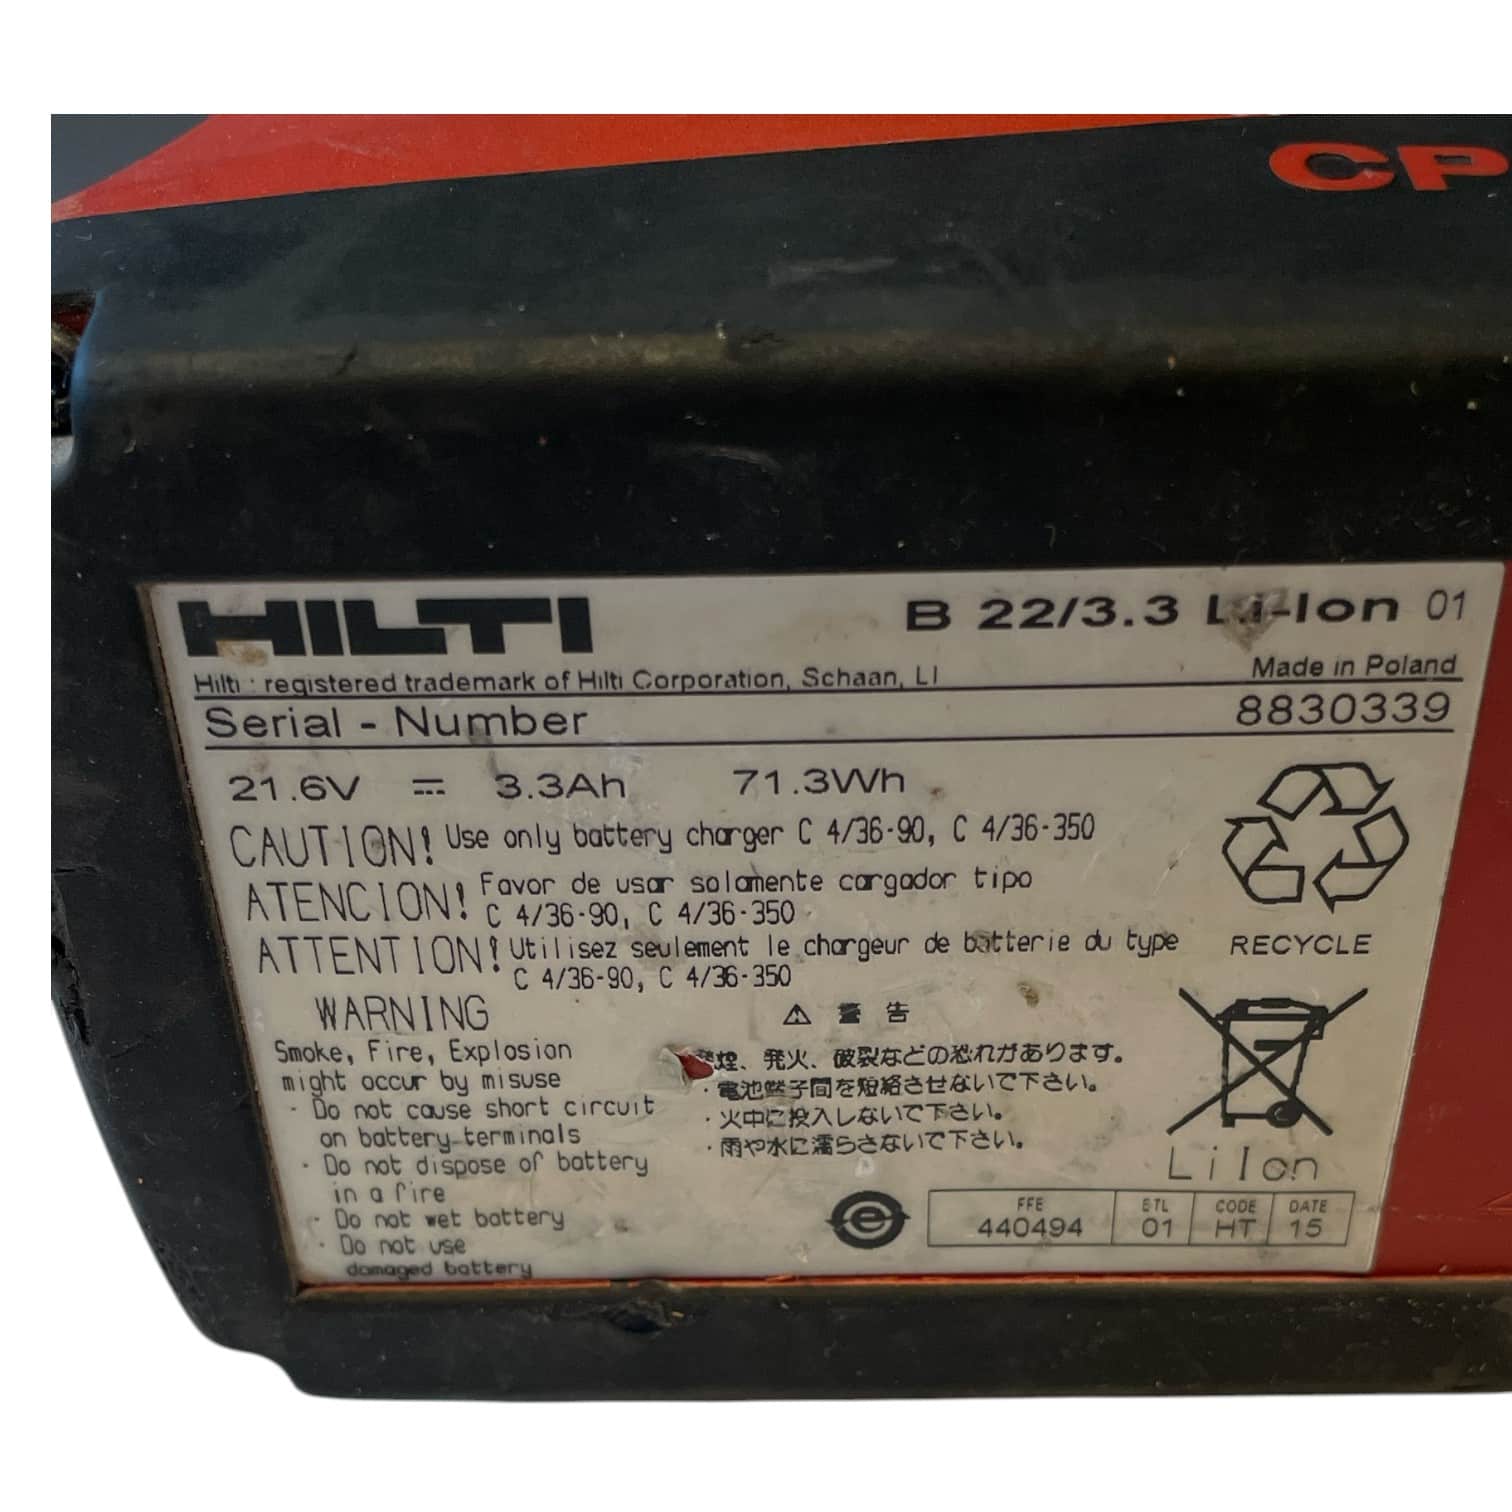 CP
HILTI
B 22/3.3 Li-Ion 01
Hilti : registered trademark of Hilti Corporation, Schaan, LI
Made in Poland
Serial - Number 8830339
21.6V ⎓ 3.3Ah 71.3Wh
CAUTION! Use only battery charger C 4/36-90, C 4/36-350
ATENCION! Favor de usar solamente cargador tipo
C 4/36-90, C 4/36-350
ATTENTION! Utilisez seulement le chargeur de batterie du type
C 4/36-90, C 4/36-350
RECYCLE
WARNING
Smoke, Fire, Explosion
might occur by misuse
- Do not cause short circuit
on battery terminals
- Do not dispose of battery
in a fire
- Do not wet battery
- Do not use
damaged battery
⚠ 警告
煙、発火、破裂などの恐れがあります。
・電池端子間を短絡させないで下さい。
・火中に投入しないで下さい。
・雨や水に濡らさないで下さい。
Li Ion
e
FFE ETL CODE DATE
440494 01 HT 15